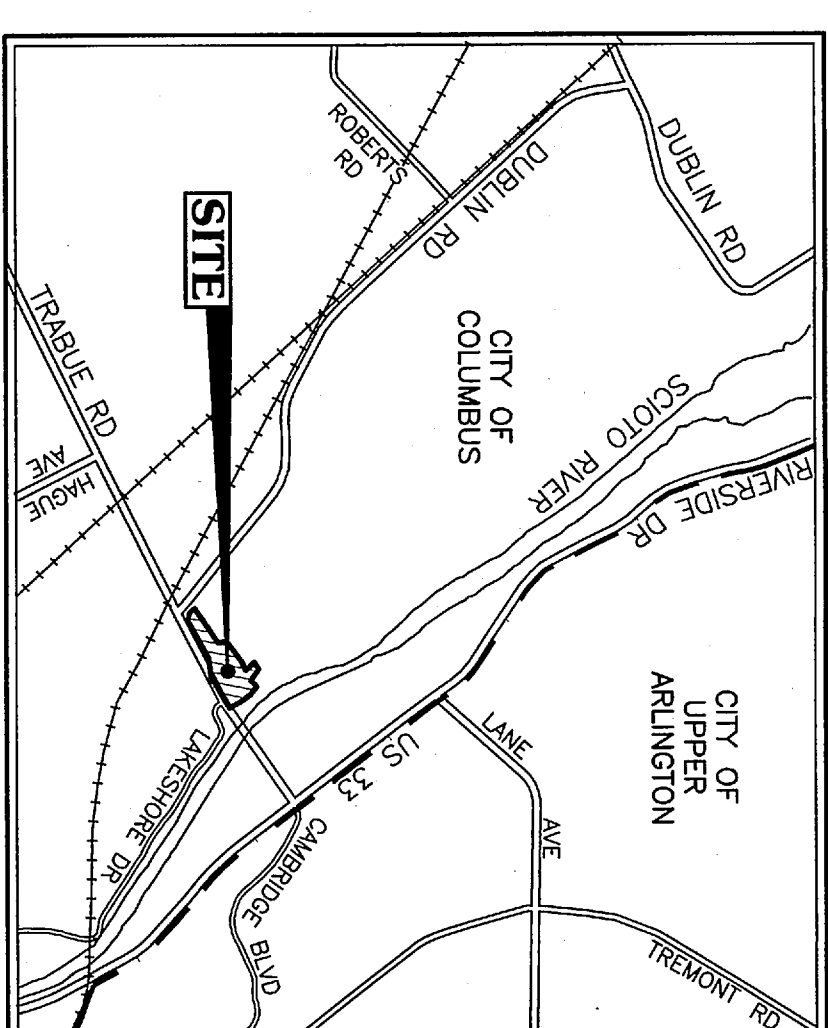 DUBLIN RD
ROBERTS
RD
DUBLIN RD
SITE
CITY OF
COLUMBUS
SCIOTO RIVER
RIVERSIDE DR
TRABUE RD
HAGUE
AVE
CITY OF
UPPER
ARLINGTON
LANE
AVE
US 33
LAKESHORE DR
CAMBRIDGE BLVD
TREMONT RD